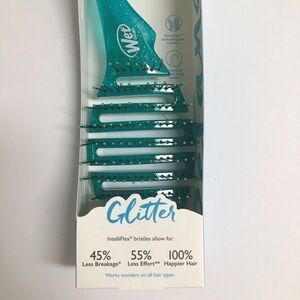 Wet
Glitter
IntelliFlex™ bristles allow for:
45% 55% 100%
Less Breakage* Less Effort** Happier Hair
Works wonders on all hair types